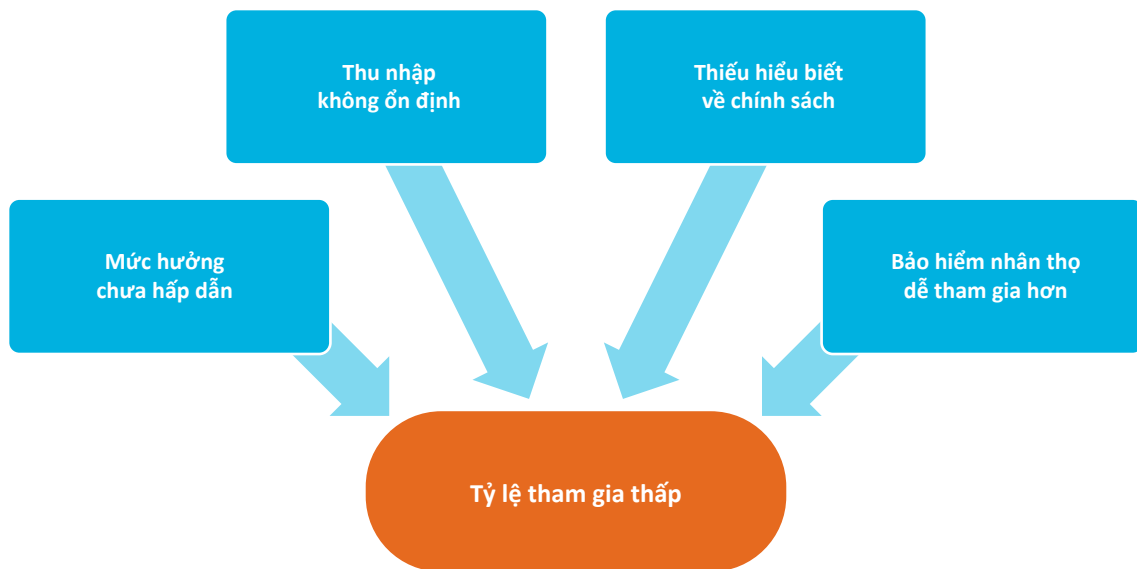 Thu nhập
không ổn định
Thiếu hiểu biết
về chính sách
Mức hưởng
chưa hấp dẫn
Bảo hiểm nhân thọ
dễ tham gia hơn
Tỷ lệ tham gia thấp